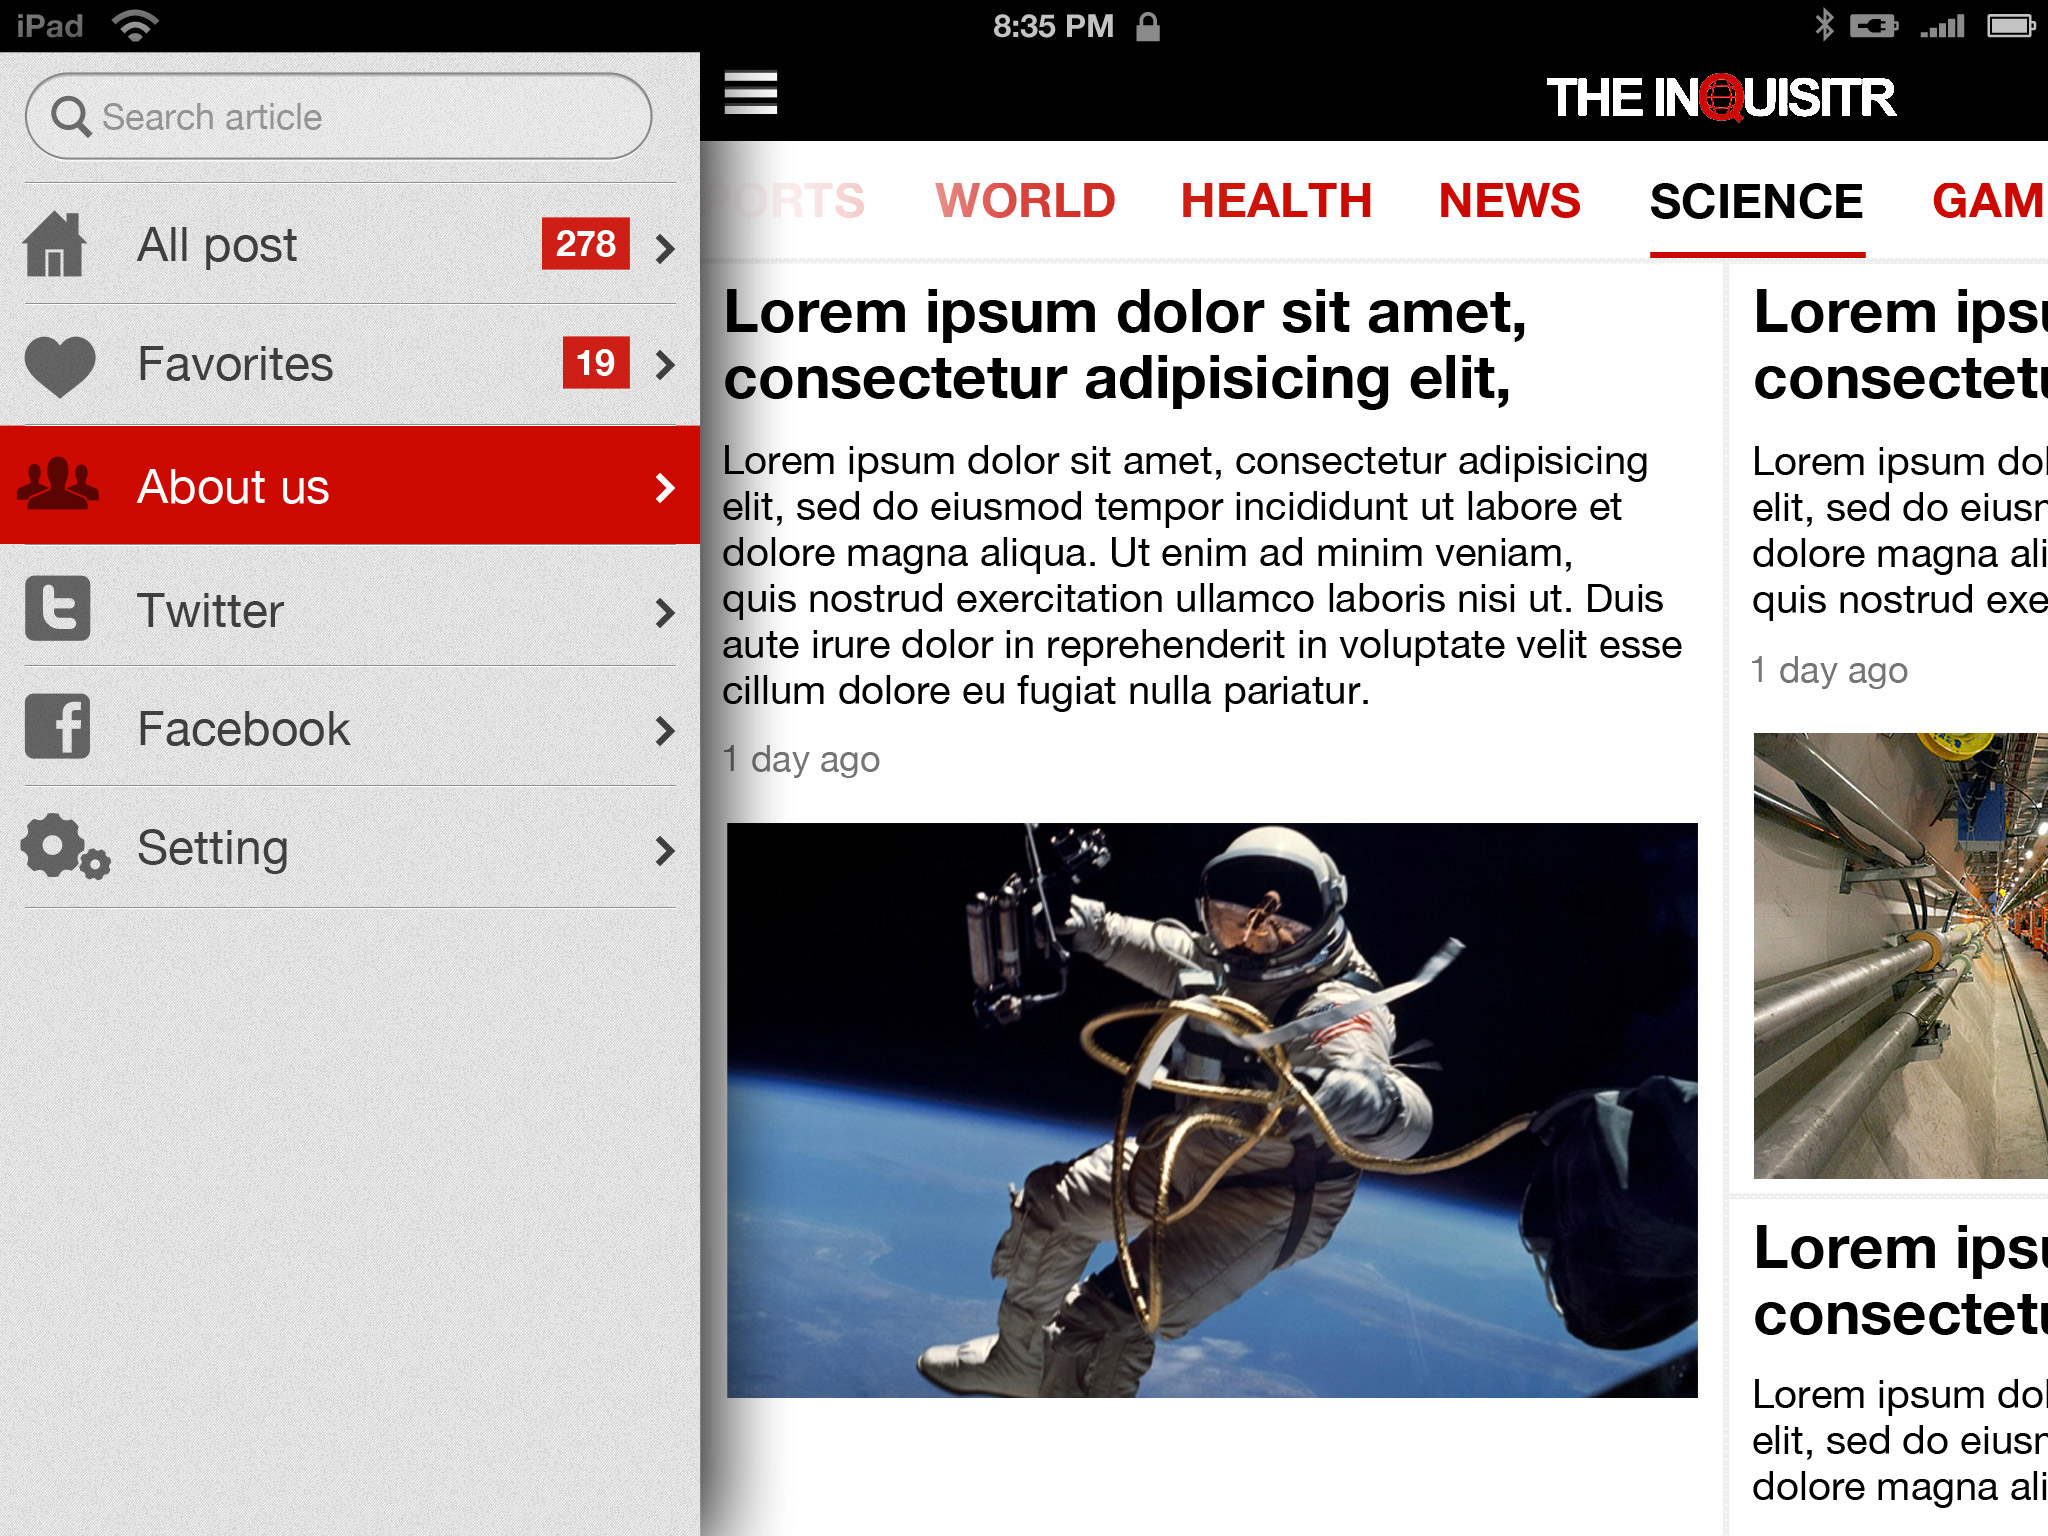 iPad
8:35 PM
Search article
All post
278
Favorites
19
About us
Twitter
Facebook
Setting
THE INQUISITR
PORTS WORLD HEALTH NEWS SCIENCE GAM
Lorem ipsum dolor sit amet,
consectetur adipisicing elit,
Lorem ipsum dolor sit amet, consectetur adipisicing
elit, sed do eiusmod tempor incididunt ut labore et
dolore magna aliqua. Ut enim ad minim veniam,
quis nostrud exercitation ullamco laboris nisi ut. Duis
aute irure dolor in reprehenderit in voluptate velit esse
cillum dolore eu fugiat nulla pariatur.
1 day ago
Lorem ipsu
consectetu
Lorem ipsum dol
elit, sed do eiusm
dolore magna ali
quis nostrud exe
1 day ago
Lorem ipsu
consectetu
Lorem ipsum dol
elit, sed do eiusm
dolore magna ali